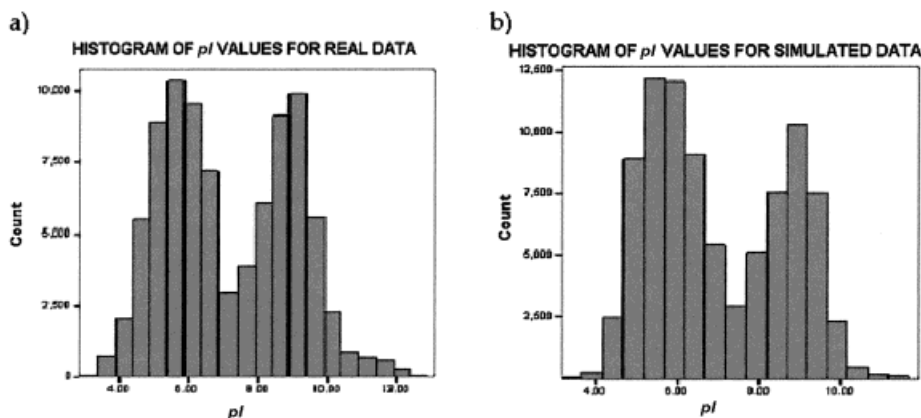 a)
HISTOGRAM OF pI VALUES FOR REAL DATA
10,000
7,500
5,000
2,500
0
Count
4.00 6.00 8.00 10.00 12.00
pI
b)
HISTOGRAM OF pI VALUES FOR SIMULATED DATA
12,500
10,000
7,500
5,000
2,500
Count
4.00 6.00 8.00 10.00
pI